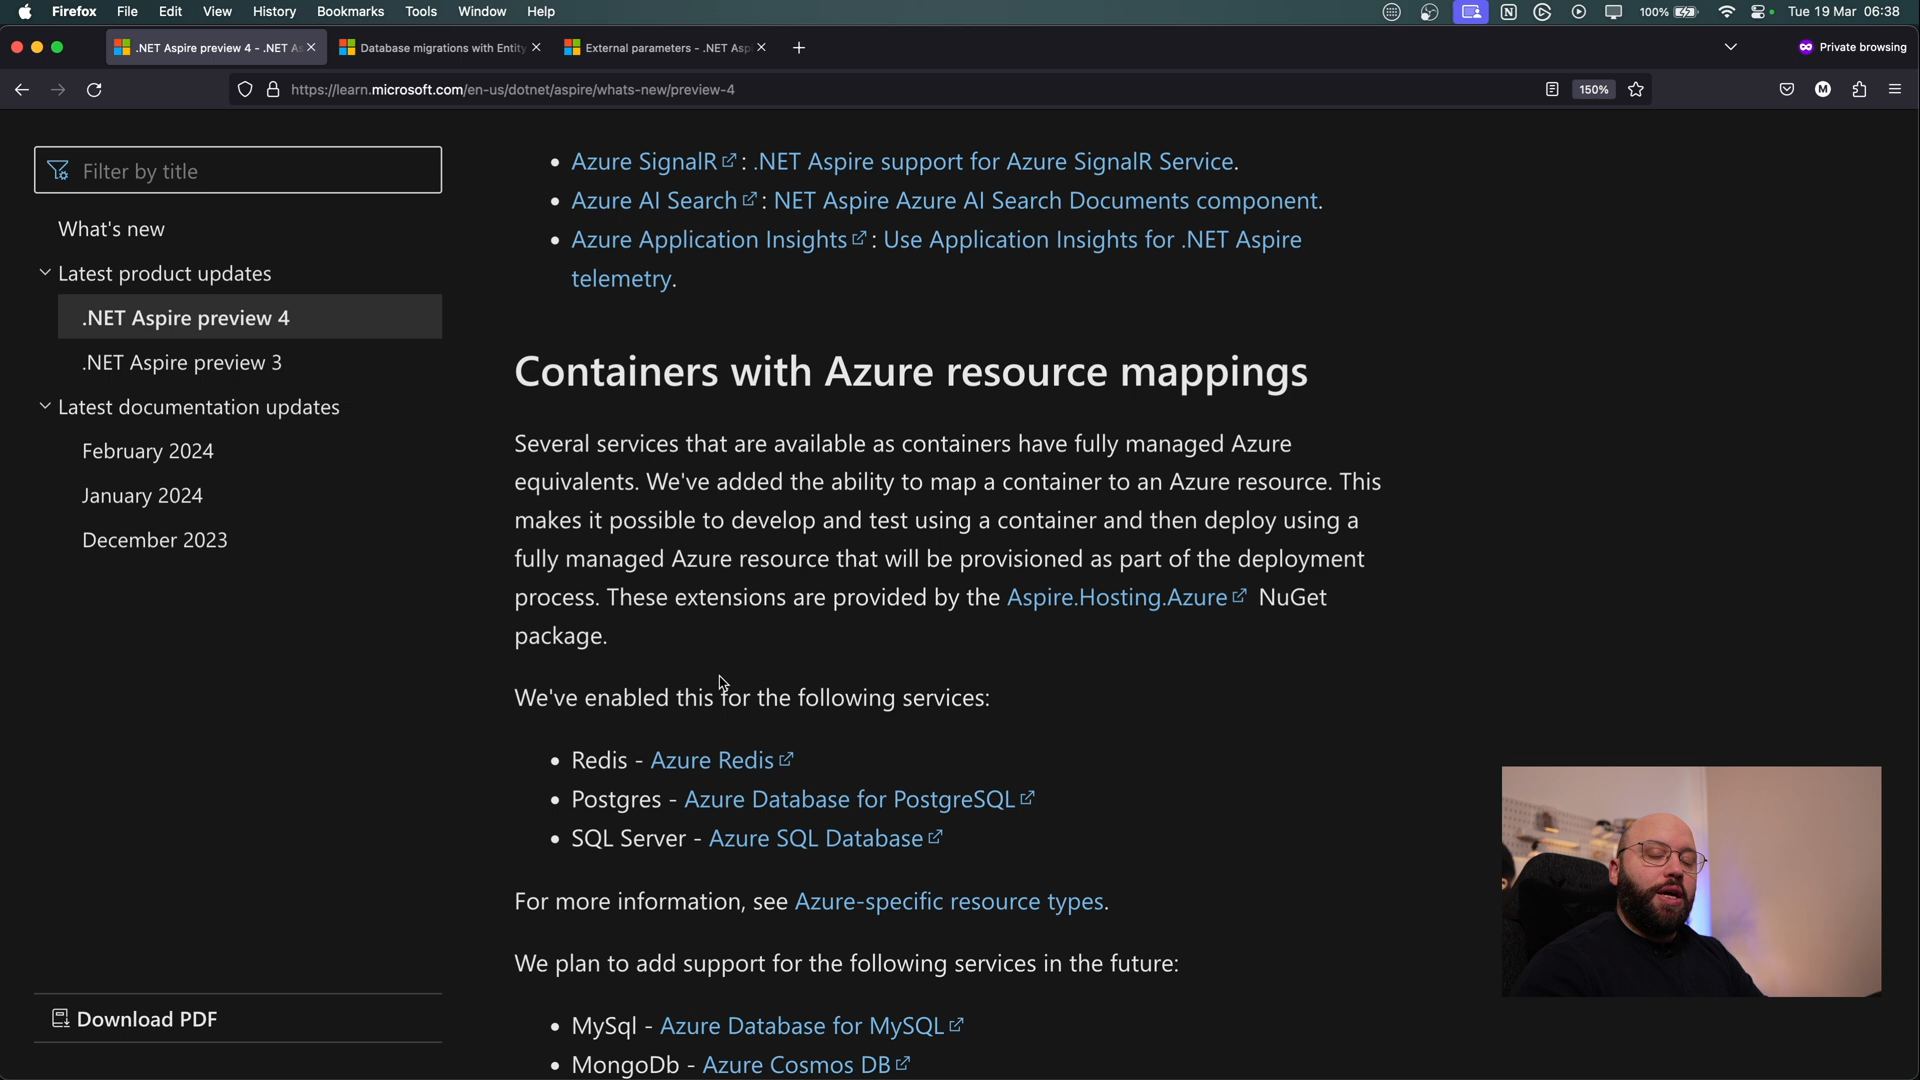 Firefox File Edit View History Bookmarks Tools Window Help 100% Tue 19 Mar 06:38
.NET Aspire preview 4 - .NET As Database migrations with Entity External parameters - .NET Asp Private browsing
https://learn.microsoft.com/en-us/dotnet/aspire/whats-new/preview-4 150%
Filter by title
What's new
Latest product updates
.NET Aspire preview 4
.NET Aspire preview 3
Latest documentation updates
February 2024
January 2024
December 2023
Download PDF
Azure SignalR : .NET Aspire support for Azure SignalR Service.
Azure AI Search : NET Aspire Azure AI Search Documents component.
Azure Application Insights : Use Application Insights for .NET Aspire
telemetry.
Containers with Azure resource mappings
Several services that are available as containers have fully managed Azure
equivalents. We've added the ability to map a container to an Azure resource. This
makes it possible to develop and test using a container and then deploy using a
fully managed Azure resource that will be provisioned as part of the deployment
process. These extensions are provided by the Aspire.Hosting.Azure NuGet
package.
We've enabled this for the following services:
Redis - Azure Redis
Postgres - Azure Database for PostgreSQL
SQL Server - Azure SQL Database
For more information, see Azure-specific resource types.
We plan to add support for the following services in the future:
MySql - Azure Database for MySQL
MongoDb - Azure Cosmos DB